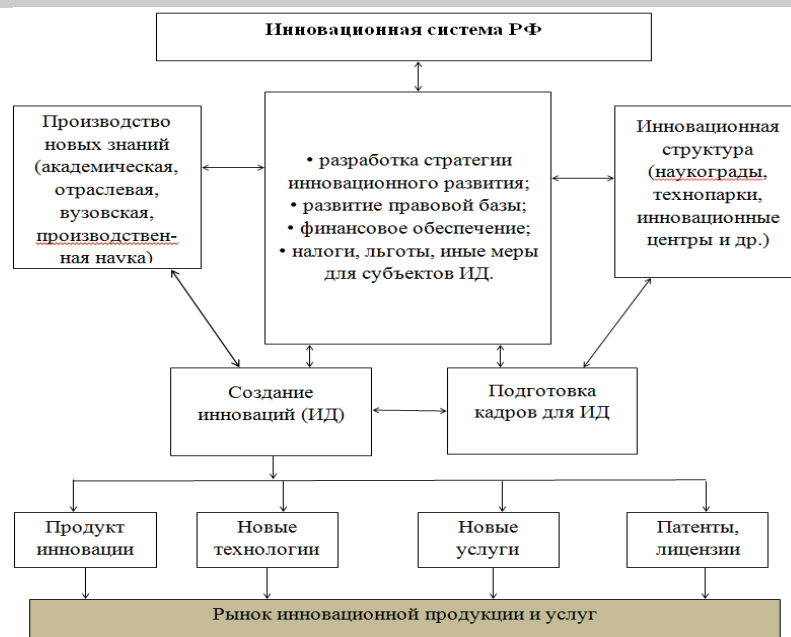 Инновационная система РФ
Производство
новых знаний
(академическая,
отраслевая,
вузовская,
производствен-
ная наука)
• разработка стратегии
инновационного развития;
• развитие правовой базы;
• финансовое обеспечение;
• налоги, льготы, иные меры
для субъектов ИД.
Инновационная
структура
(наукограды,
технопарки,
инновационные
центры и др.)
Создание
инноваций (ИД)
Подготовка
кадров для ИД
Продукт
инновации
Новые
технологии
Новые
услуги
Патенты,
лицензии
Рынок инновационной продукции и услуг